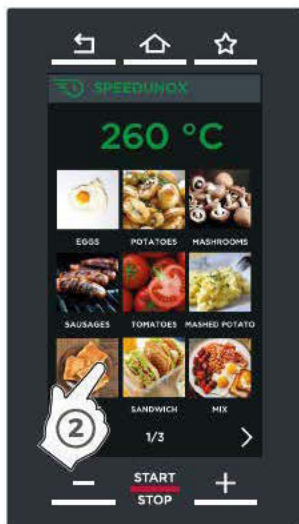 SPEEDUNOX
260 °C
EGGS POTATOES MASHROOMS
SAUSAGES TOMATOES MASHED POTATO
SANDWICH MIX
2
1/3
START
STOP